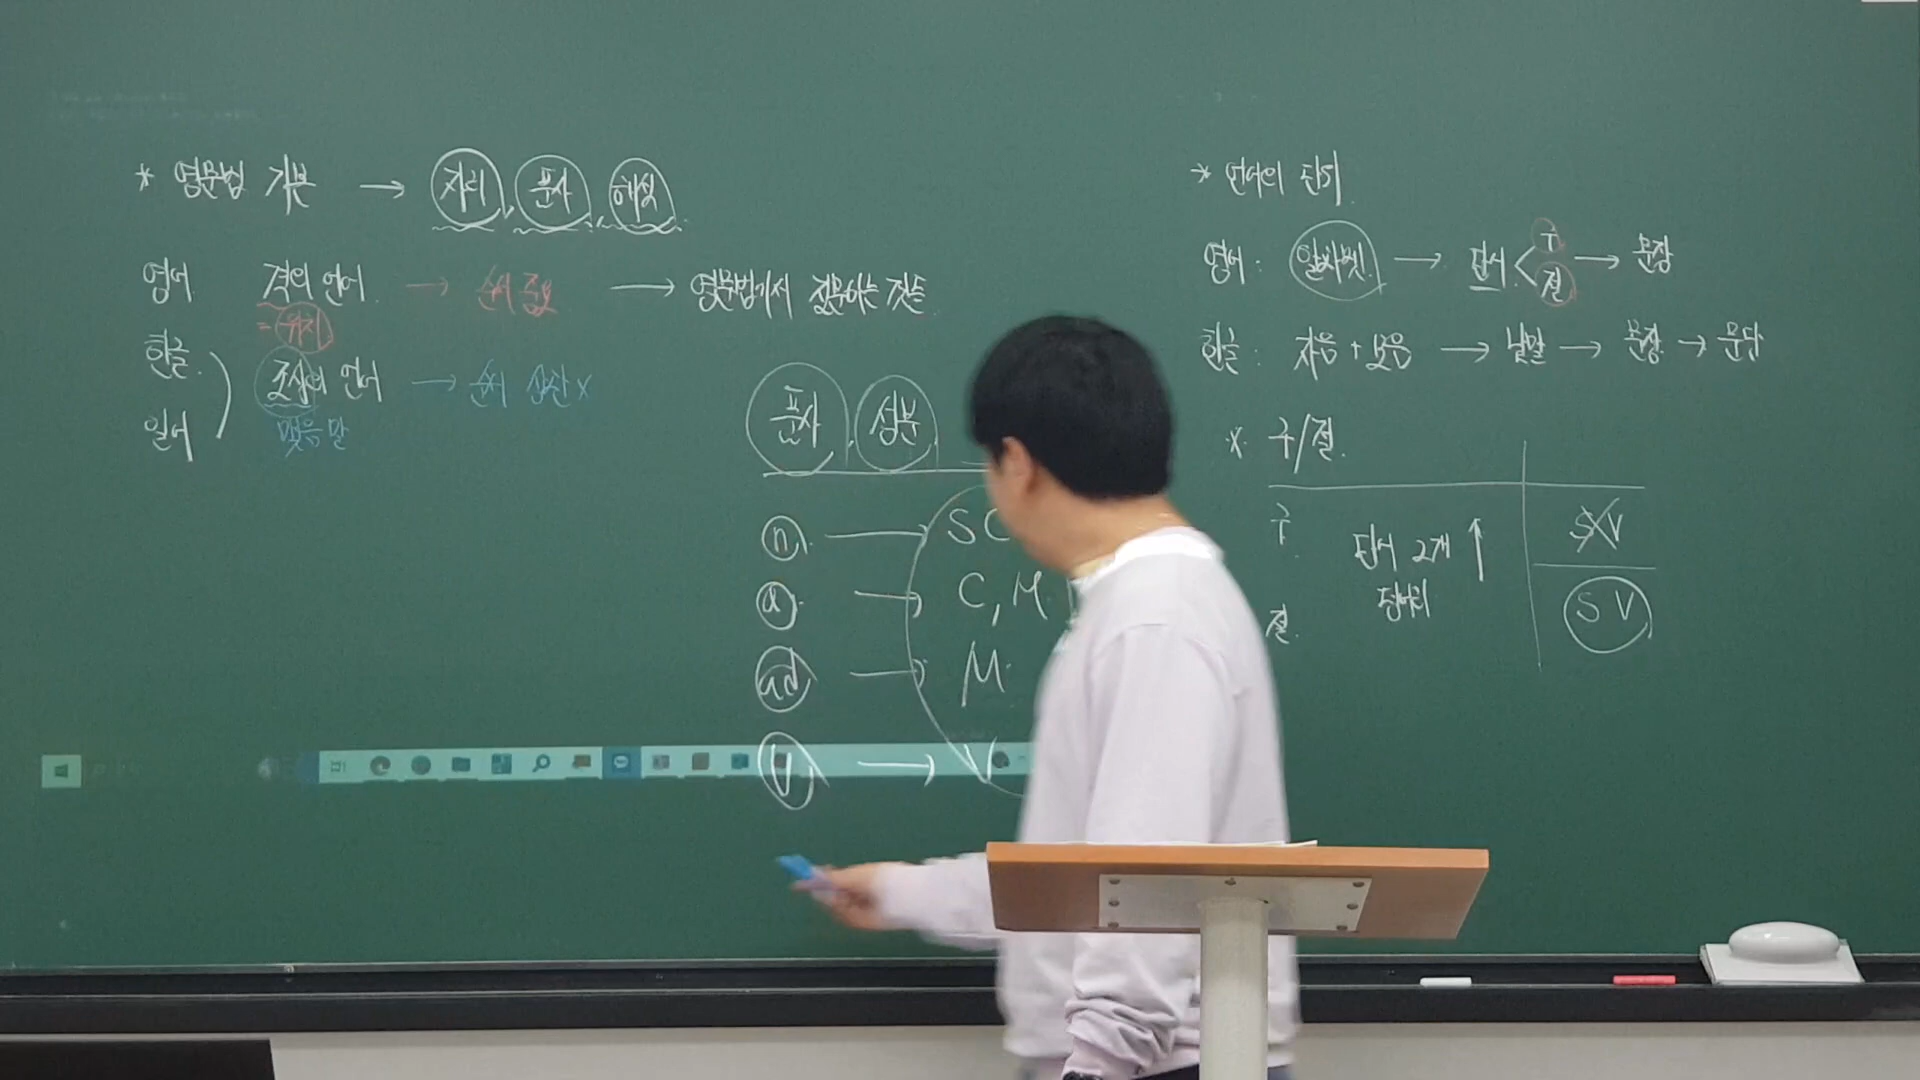 * 영문법 기본 → 자리, 품사, 해석
영어 격의 언어 → 순서 중요 → 영문법에서 질문하는 것들
= 위치
한글 조사의 언어 → 순서 상관 x
일어 맺음말
품사, 성분
n → S C
a → C, M
ad → M
v → V
* 언어의 단위
영어 : 알파벳 → 단어 < 구 절 → 문장
한글 : 자음 + 모음 → 낱말 → 문장 → 문단
* 구/절
구 단어 2개 ↑ SV
절 덩어리 SV